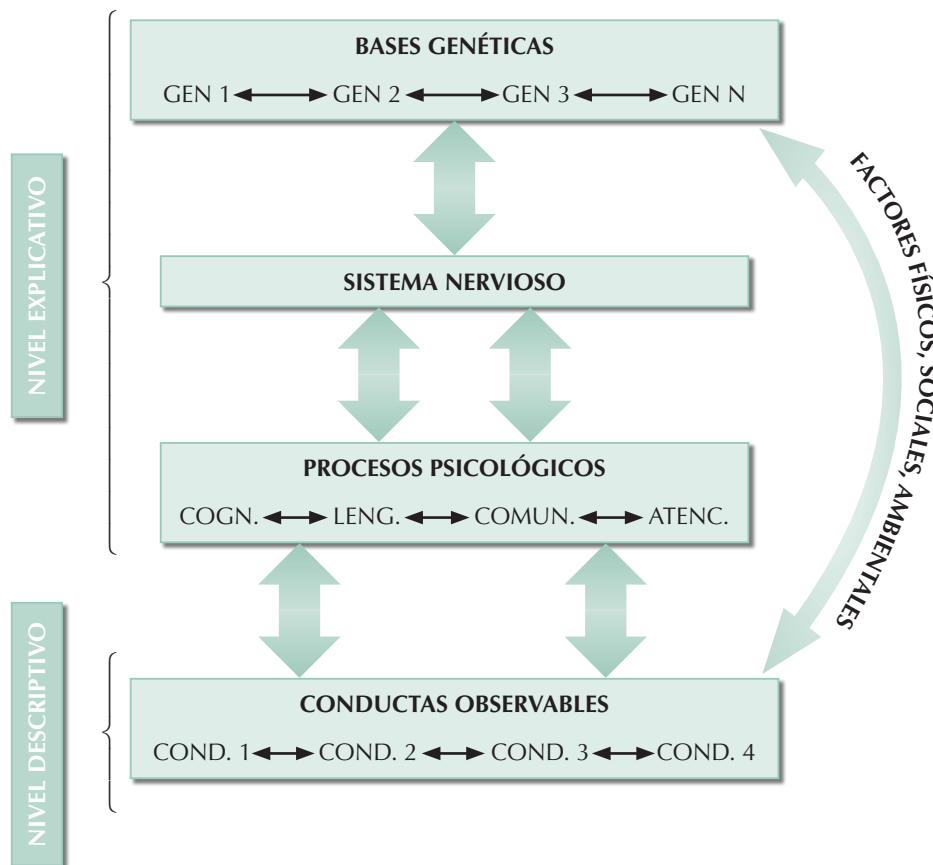 BASES GENÉTICAS
GEN 1 GEN 2 GEN 3 GEN N
NIVEL EXPLICATIVO
SISTEMA NERVIOSO
PROCESOS PSICOLÓGICOS
COGN. LENG. COMUN. ATENC.
FACTORES FÍSICOS, SOCIALES, AMBIENTALES
NIVEL DESCRIPTIVO
CONDUCTAS OBSERVABLES
COND. 1 COND. 2 COND. 3 COND. 4